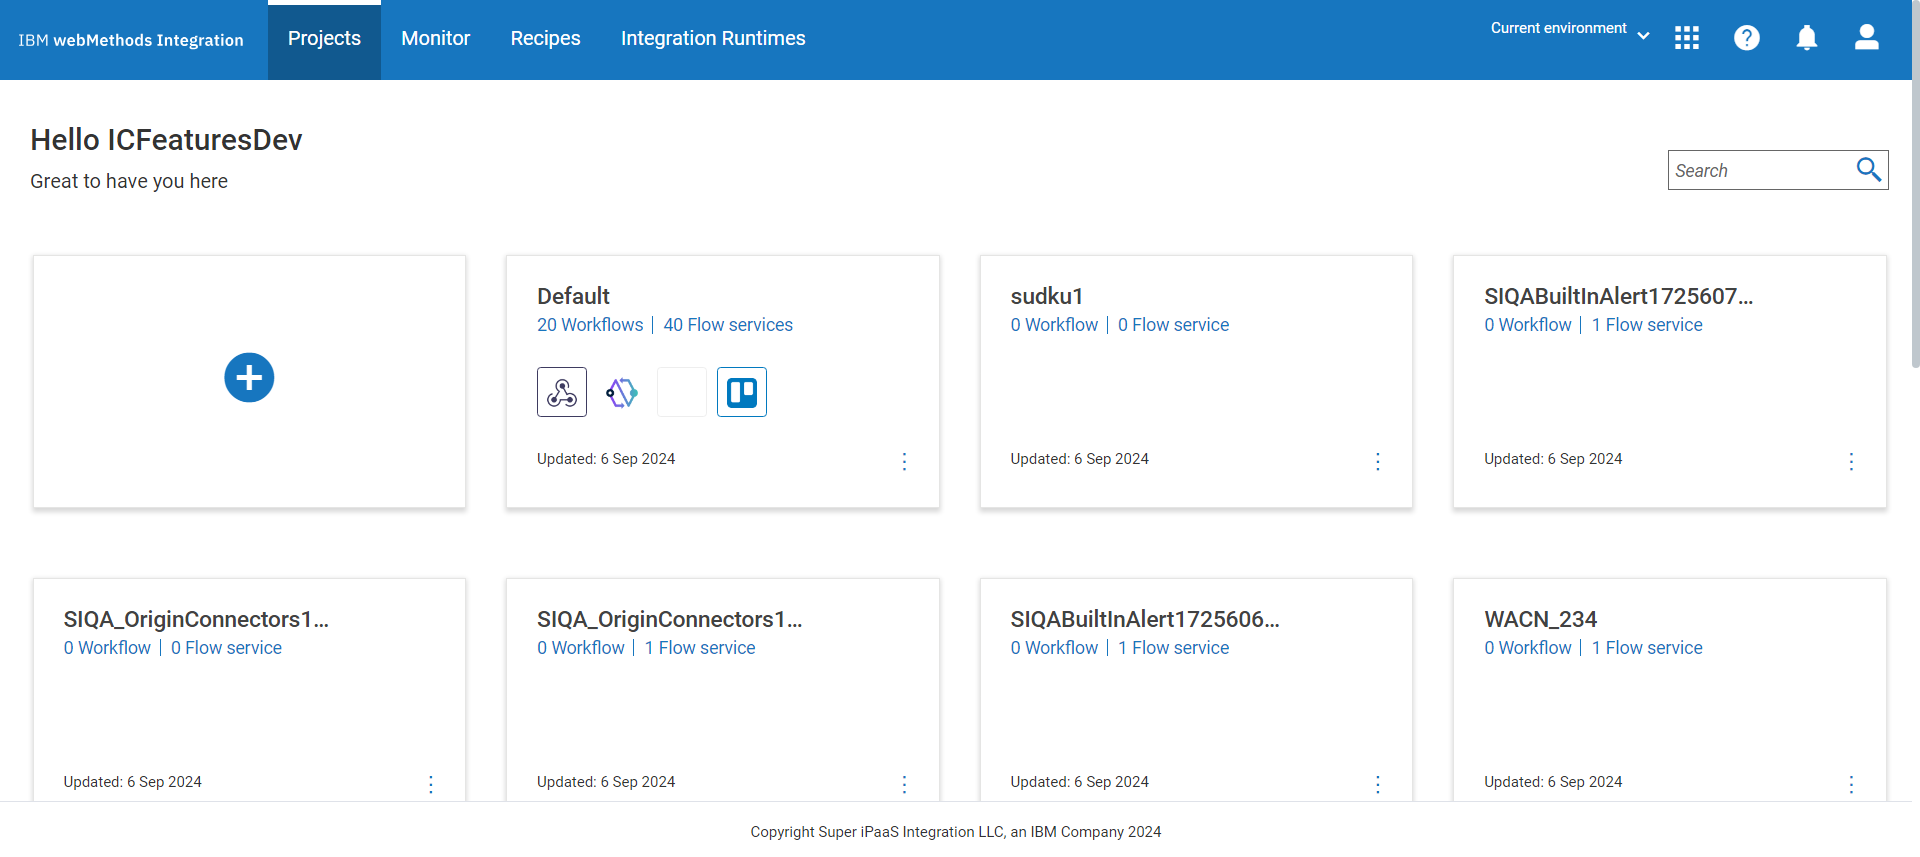 IBM webMethods Integration
Projects
Monitor
Recipes
Integration Runtimes
Current environment
Hello ICFeaturesDev
Great to have you here
Search
Default
20 Workflows | 40 Flow services
Updated: 6 Sep 2024
sudku1
0 Workflow | 0 Flow service
Updated: 6 Sep 2024
SIQABuiltInAlert1725607...
0 Workflow | 1 Flow service
Updated: 6 Sep 2024
SIQA_OriginConnectors1...
0 Workflow | 0 Flow service
Updated: 6 Sep 2024
SIQA_OriginConnectors1...
0 Workflow | 1 Flow service
Updated: 6 Sep 2024
SIQABuiltInAlert1725606...
0 Workflow | 1 Flow service
Updated: 6 Sep 2024
WACN_234
0 Workflow | 1 Flow service
Updated: 6 Sep 2024
Copyright Super iPaaS Integration LLC, an IBM Company 2024